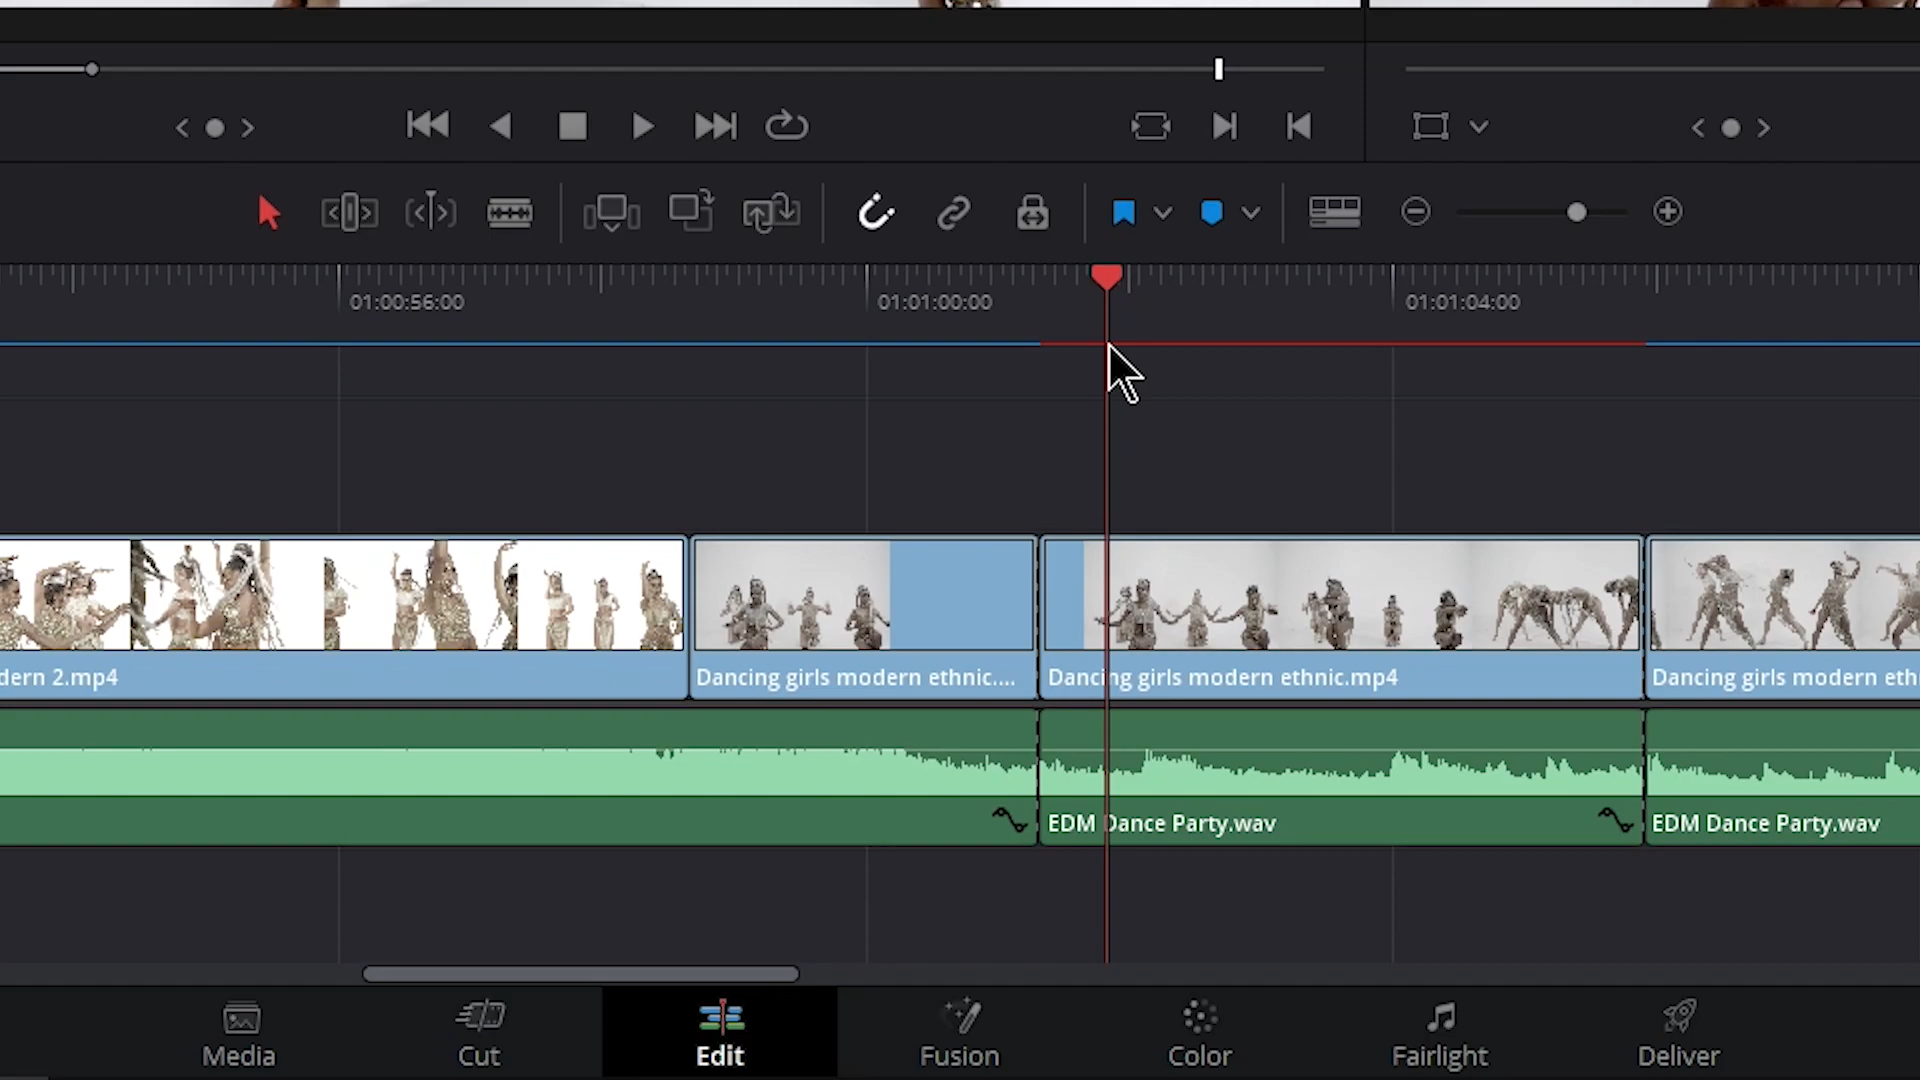 01:00:56:00
01:01:00:00
01:01:04:00
dern 2.mp4
Dancing girls modern ethnic....
Dancing girls modern ethnic.mp4
Dancing girls modern eth
EDM Dance Party.wav
EDM Dance Party.wav
Media
Cut
Edit
Fusion
Color
Fairlight
Deliver